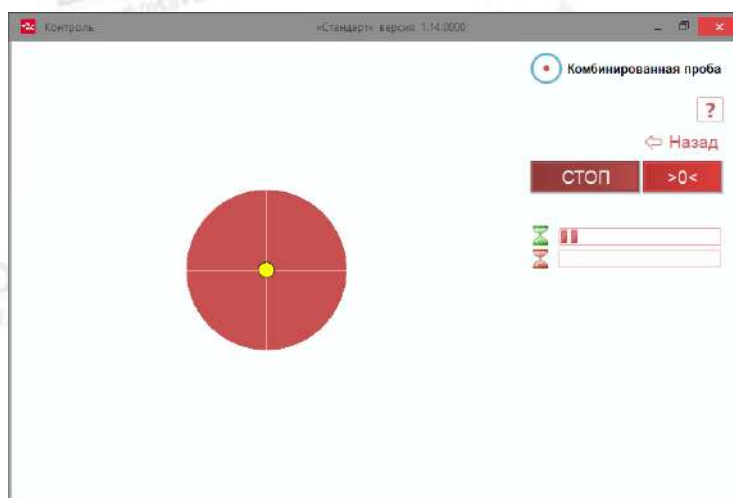 Контроль
«Стандарт» версия 1.14.0000
Комбинированная проба
?
Назад
СТОП
>0<